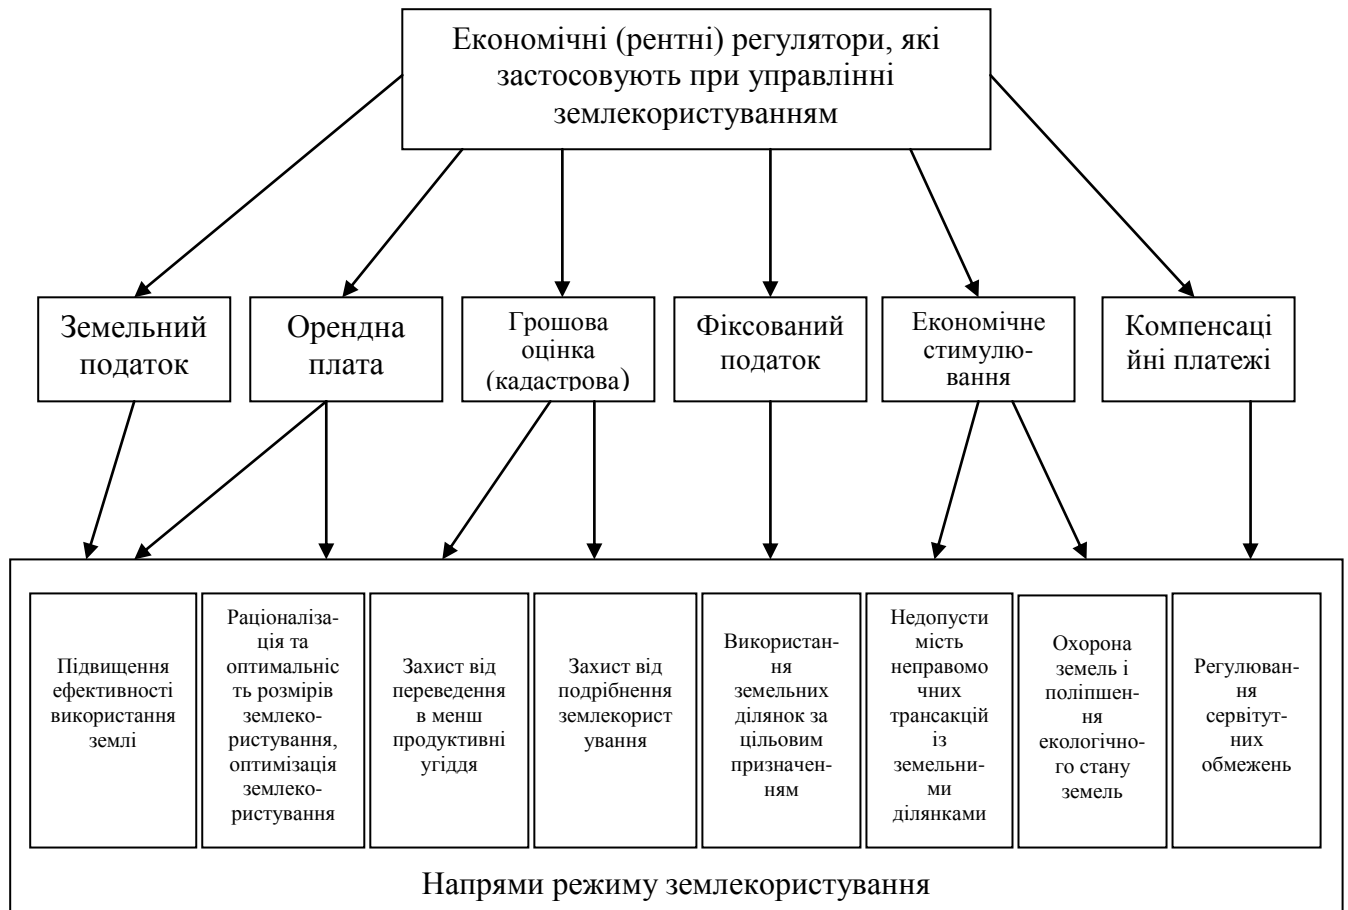 Економічні (рентні) регулятори, які
застосовують при управлінні
землекористуванням
Земельний
податок
Орендна
плата
Грошова
оцінка
(кадастрова)
Фіксований
податок
Економічне
стимулю-
вання
Компенсаці
йні платежі
Підвищення
ефективності
використання
землі
Раціоналіза-
ція та
оптимальніс
ть розмірів
землеко-
ристування,
оптимізація
землеко-
ристування
Захист від
переведення
в менш
продуктивні
угіддя
Захист від
подрібнення
землекорист
ування
Використан-
ня
земельних
ділянок за
цільовим
призначен-
ням
Недопусти
мість
неправомо
чних
трансакцій
із
земельни-
ми
ділянками
Охорона
земель і
поліпшен-
ня
екологічно-
го стану
земель
Регулюван-
ня
сервітут-
них
обмежень
Напрями режиму землекористування